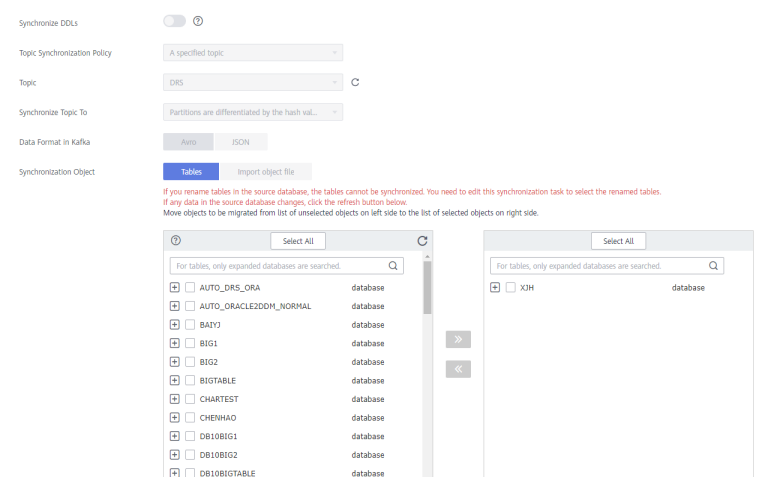 Synchronize DDLs
Topic Synchronization Policy A specified topic
Topic DRS
Synchronize Topic To Partitions are differentiated by the hash val...
Data Format in Kafka Avro JSON
Synchronization Object Tables Import object file
If you rename tables in the source database, the tables cannot be synchronized. You need to edit this synchronization task to select the renamed tables.
If any data in the source database changes, click the refresh button below.
Move objects to be migrated from list of unselected objects on left side to the list of selected objects on right side.
Select All
For tables, only expanded databases are searched.
AUTO_DRS_ORA database
AUTO_ORACLE2DDM_NORMAL database
BAIYJ database
BIG1 database
BIG2 database
BIGTABLE database
CHARTEST database
CHENHAO database
DB10BIG1 database
DB10BIG2 database
DB10BIGTABLE database
Select All
For tables, only expanded databases are searched.
XJH database